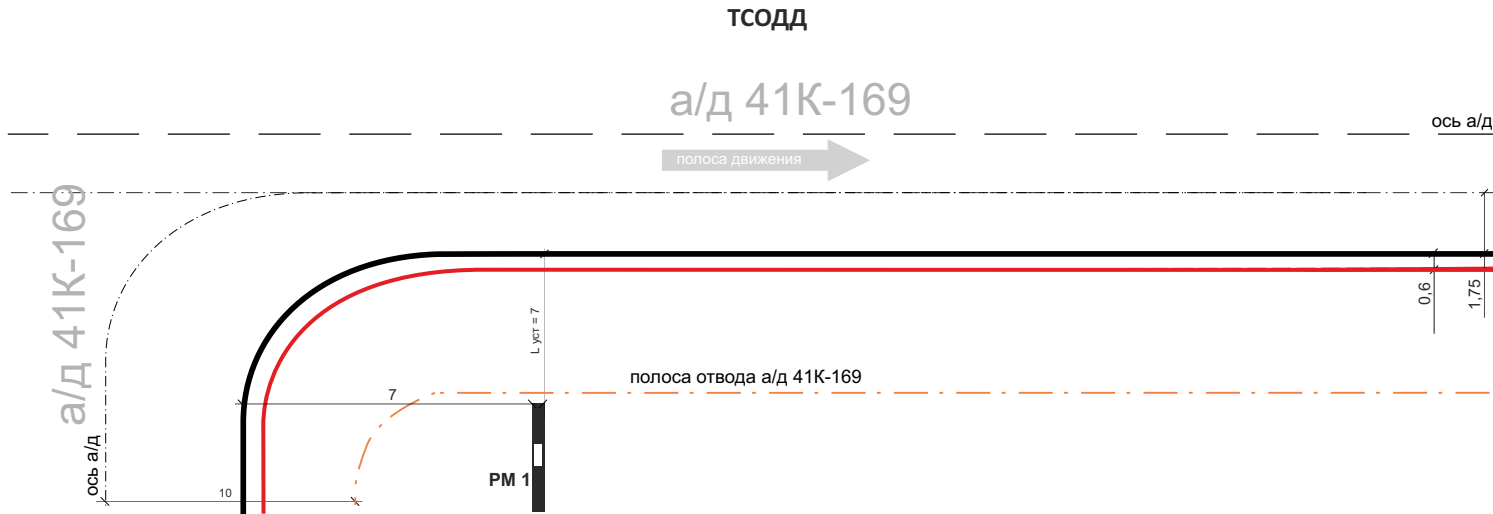 ТСОДД
а/д 41К-169
ось а/д
полоса движения
а/д 41К-169
0,6
1,75
L уст = 7
полоса отвода а/д 41К-169
7
ось а/д
РМ 1
10